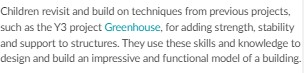 Children revisit and build on techniques from previous projects,
such as the Y3 project Greenhouse, for adding strength, stability
and support to structures. They use these skills and knowledge to
design and build an impressive and functional model of a building.